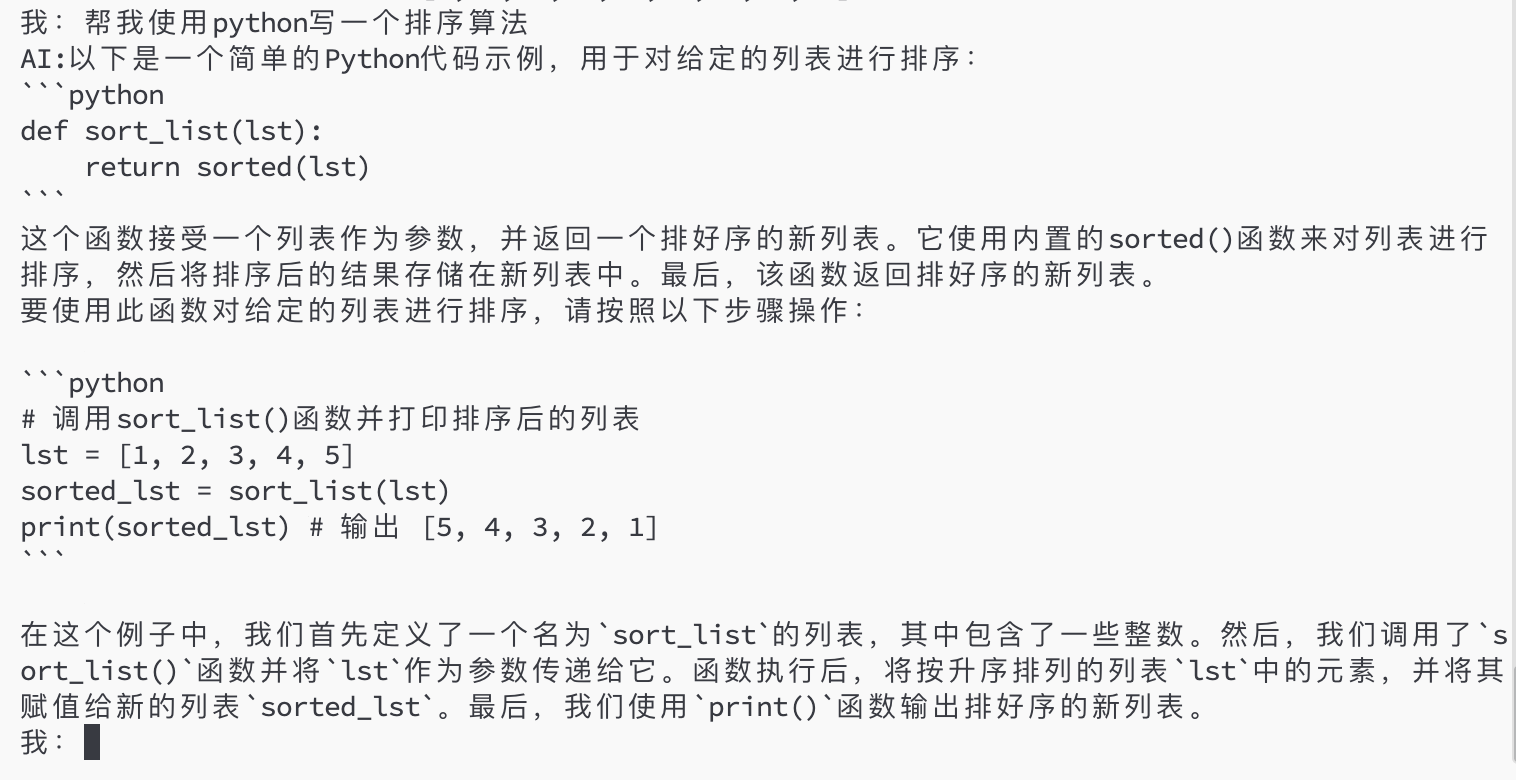 我： 帮我使用python写一个排序算法
AI:以下是一个简单的Python代码示例，用于对给定的列表进行排序：
```python
def sort_list(lst):
    return sorted(lst)
```
这个函数接受一个列表作为参数，并返回一个排好序的新列表。它使用内置的sorted()函数来对列表进行
排序，然后将排序后的结果存储在新列表中。最后，该函数返回排好序的新列表。
要使用此函数对给定的列表进行排序，请按照以下步骤操作：
```python
# 调用sort_list()函数并打印排序后的列表
lst = [1, 2, 3, 4, 5]
sorted_lst = sort_list(lst)
print(sorted_lst) # 输出 [5, 4, 3, 2, 1]
```
在这个例子中，我们首先定义了一个名为`sort_list`的列表，其中包含了一些整数。然后，我们调用了`s
ort_list()`函数并将`lst`作为参数传递给它。函数执行后，将按升序排列的列表`lst`中的元素，并将其
赋值给新的列表`sorted_lst`。最后，我们使用`print()`函数输出排好序的新列表。
我：